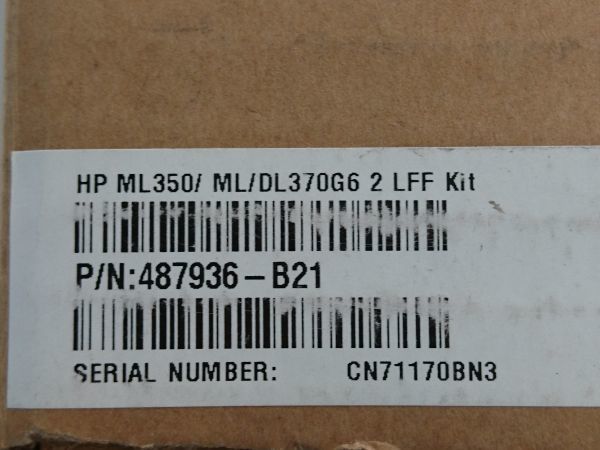 HP ML350/ ML/DL370G6 2 LFF Kit
P/N:487936-B21
SERIAL NUMBER: CN71170BN3